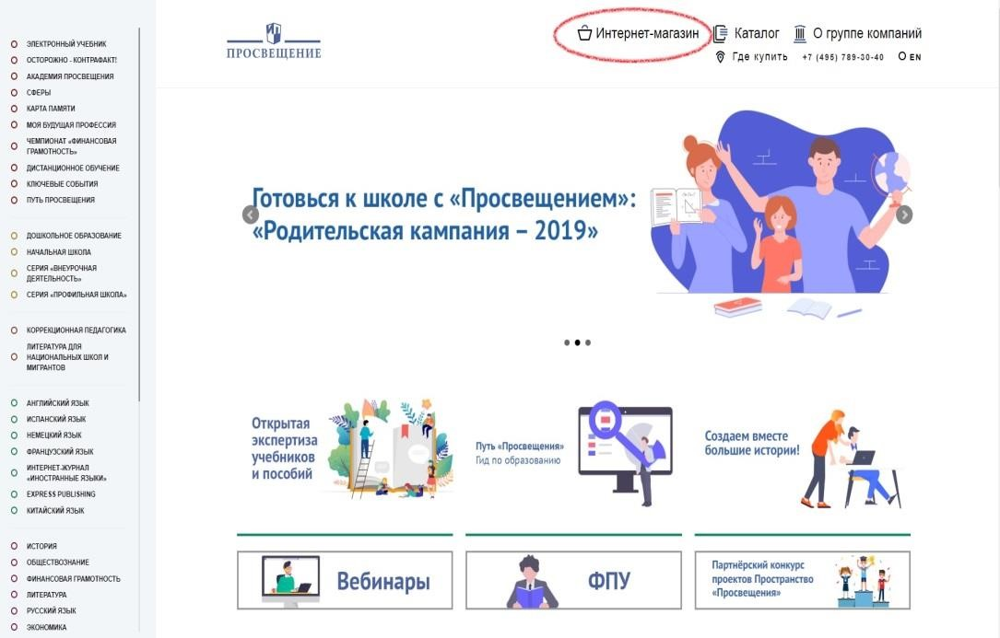 ЭЛЕКТРОННЫЙ УЧЕБНИК
ОСТОРОЖНО - КОНТРАФАКТ!
АКАДЕМИЯ ПРОСВЕЩЕНИЯ
СФЕРЫ
КАРТА ПАМЯТИ
МОЯ БУДУЩАЯ ПРОФЕССИЯ
ЧЕМПИОНАТ «ФИНАНСОВАЯ
ГРАМОТНОСТЬ»
ДИСТАНЦИОННОЕ ОБУЧЕНИЕ
КЛЮЧЕВЫЕ СОБЫТИЯ
ПУТЬ ПРОСВЕЩЕНИЯ
ДОШКОЛЬНОЕ ОБРАЗОВАНИЕ
НАЧАЛЬНАЯ ШКОЛА
СЕРИЯ «ВНЕУРОЧНАЯ
ДЕЯТЕЛЬНОСТЬ»
СЕРИЯ «ПРОФИЛЬНАЯ ШКОЛА»
КОРРЕКЦИОННАЯ ПЕДАГОГИКА
ЛИТЕРАТУРА ДЛЯ
НАЦИОНАЛЬНЫХ ШКОЛ И
МИГРАНТОВ
АНГЛИЙСКИЙ ЯЗЫК
ИСПАНСКИЙ ЯЗЫК
НЕМЕЦКИЙ ЯЗЫК
ФРАНЦУЗСКИЙ ЯЗЫК
ИНТЕРНЕТ-ЖУРНАЛ
«ИНОСТРАННЫЕ ЯЗЫКИ»
EXPRESS PUBLISHING
КИТАЙСКИЙ ЯЗЫК
ИСТОРИЯ
ОБЩЕСТВОЗНАНИЕ
ФИНАНСОВАЯ ГРАМОТНОСТЬ
ЛИТЕРАТУРА
РУССКИЙ ЯЗЫК
ЭКОНОМИКА
ПРОСВЕЩЕНИЕ
Интернет-магазин Каталог О группе компаний
Где купить +7 (495) 789-30-40 EN
Готовься к школе с «Просвещением»:
«Родительская кампания – 2019»
Открытая
экспертиза
учебников
и пособий
Путь «Просвещения»
Гид по образованию
Создаем вместе
большие истории!
Вебинары
ФПУ
Партнёрский конкурс
проектов Пространство
«Просвещения»